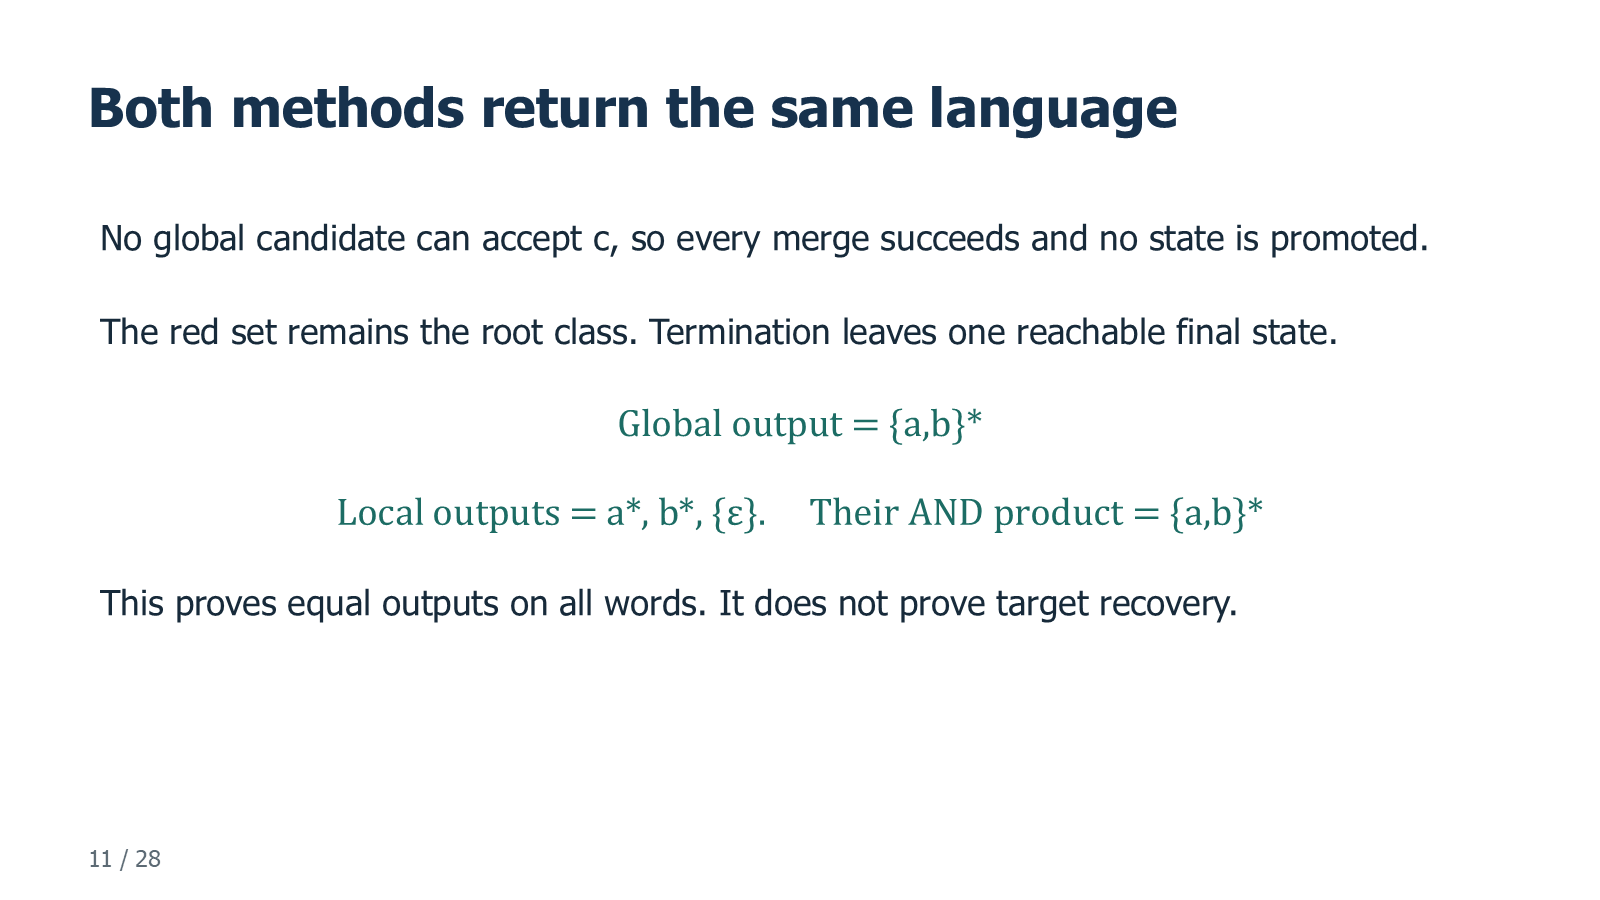 Both methods return the same language
No global candidate can accept c, so every merge succeeds and no state is promoted.
The red set remains the root class. Termination leaves one reachable final state.
Global output = {a,b}*
Local outputs = a*, b*, {ε}. Their AND product = {a,b}*
This proves equal outputs on all words. It does not prove target recovery.
11 / 28